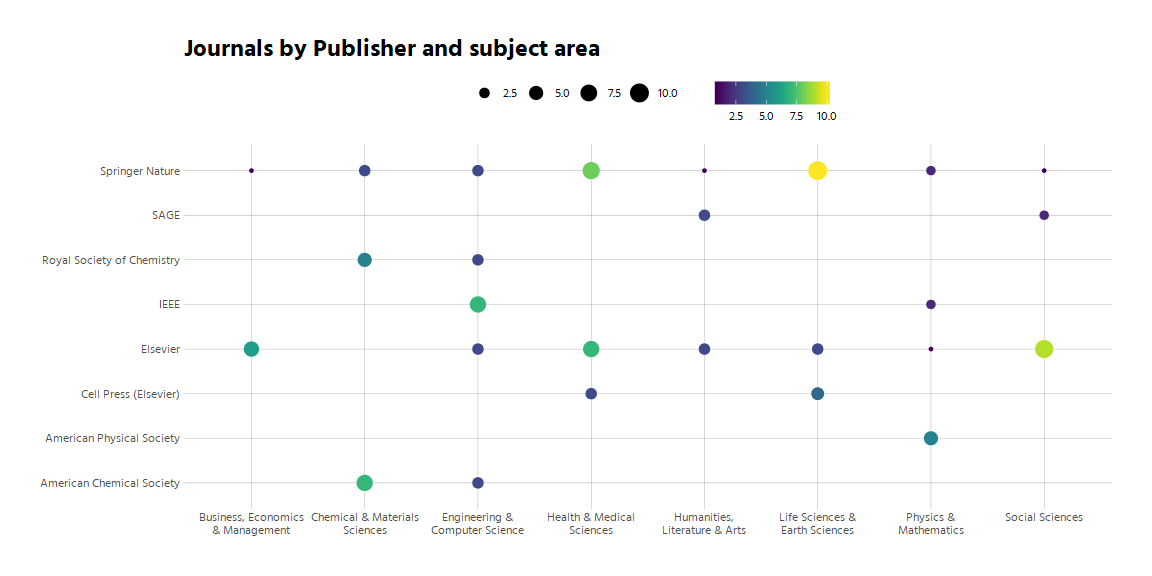 Journals by Publisher and subject area
2.5 5.0 7.5 10.0
2.5 5.0 7.5 10.0
Springer Nature
SAGE
Royal Society of Chemistry
IEEE
Elsevier
Cell Press (Elsevier)
American Physical Society
American Chemical Society
Business, Economics
& Management
Chemical & Materials
Sciences
Engineering &
Computer Science
Health & Medical
Sciences
Humanities,
Literature & Arts
Life Sciences &
Earth Sciences
Physics &
Mathematics
Social Sciences